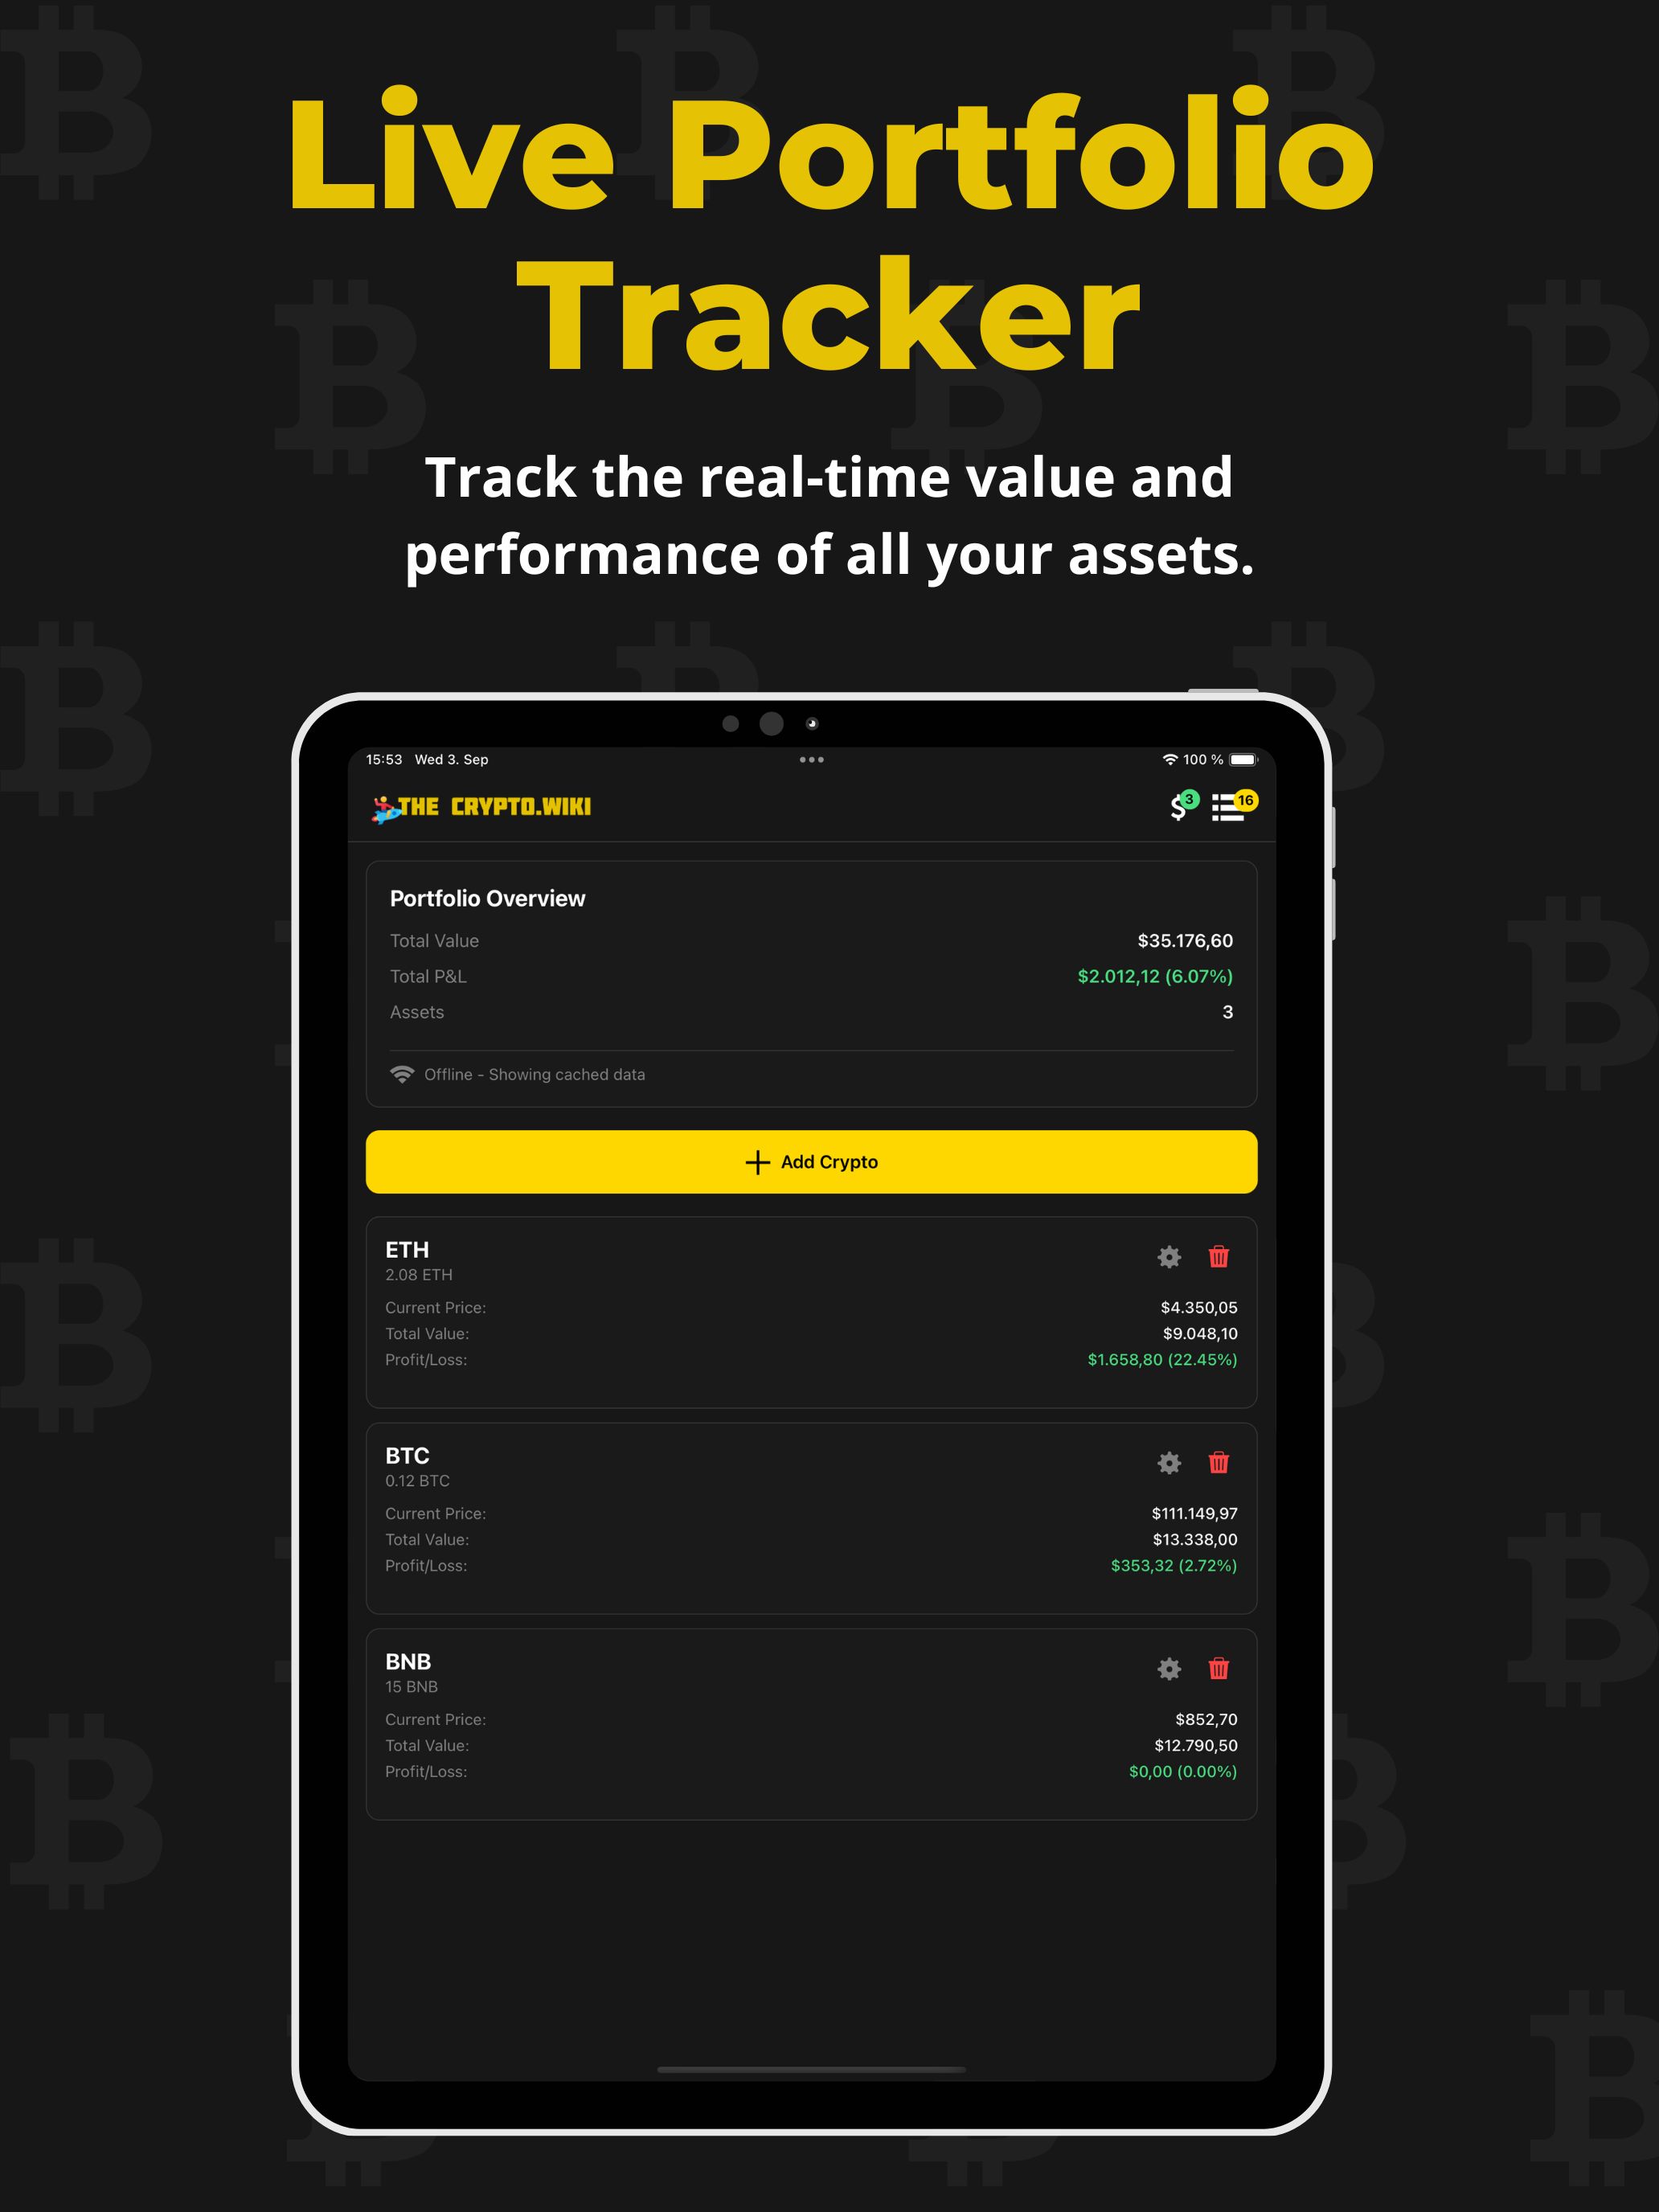 Live Portfolio
Tracker
Track the real-time value and
performance of all your assets.
15:53 Wed 3. Sep
100 %
THE CRYPTO.WIKI
3
16
Portfolio Overview
Total Value $35.176,60
Total P&L $2.012,12 (6.07%)
Assets 3
Offline - Showing cached data
Add Crypto
ETH
2.08 ETH
Current Price: $4.350,05
Total Value: $9.048,10
Profit/Loss: $1.658,80 (22.45%)
BTC
0.12 BTC
Current Price: $111.149,97
Total Value: $13.338,00
Profit/Loss: $353,32 (2.72%)
BNB
15 BNB
Current Price: $852,70
Total Value: $12.790,50
Profit/Loss: $0,00 (0.00%)